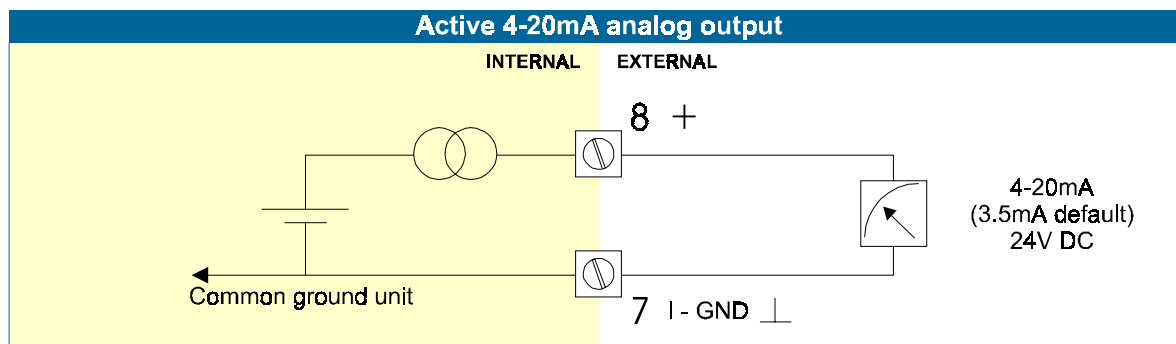 Active 4-20mA analog output
INTERNAL EXTERNAL
8 +
4-20mA
(3.5mA default)
24V DC
Common ground unit
7 I - GND ⊥